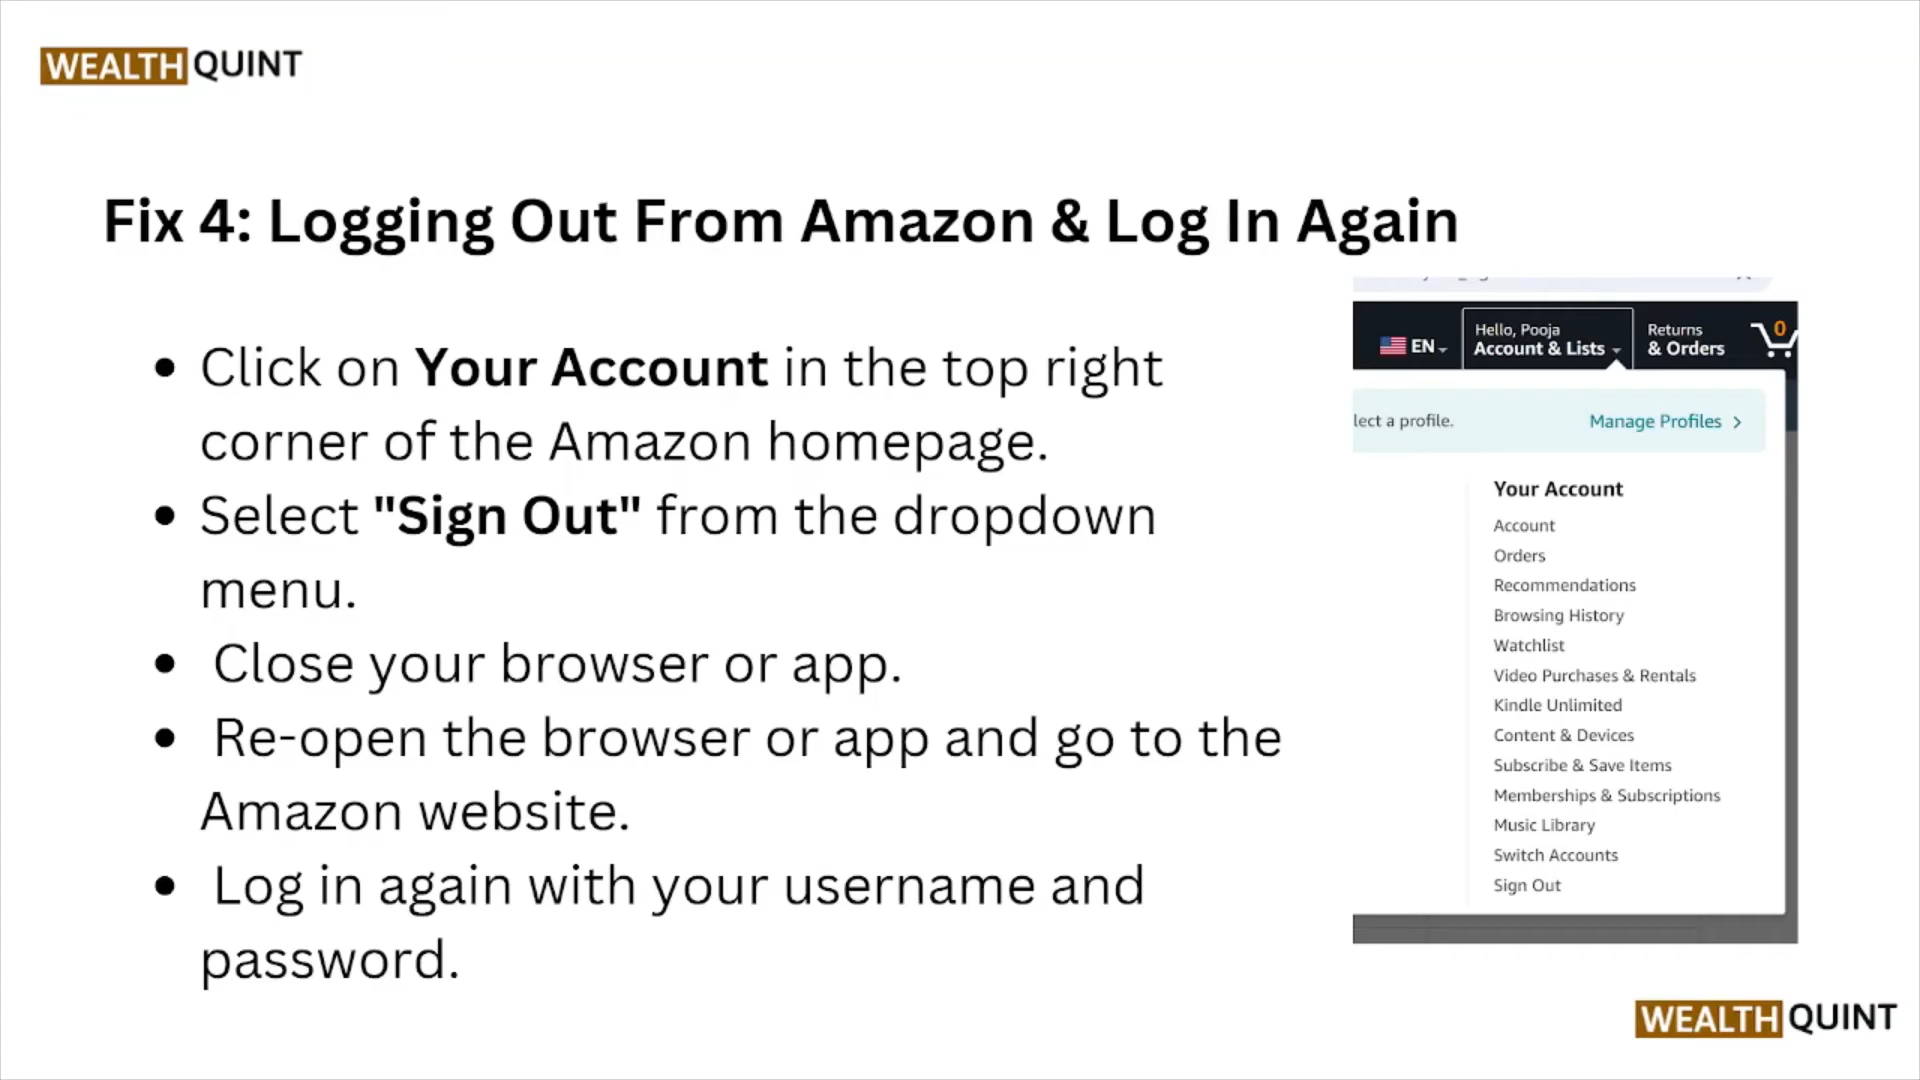 WEALTH QUINT
Fix 4: Logging Out From Amazon & Log In Again
• Click on Your Account in the top right
corner of the Amazon homepage.
• Select "Sign Out" from the dropdown
menu.
• Close your browser or app.
• Re-open the browser or app and go to the
Amazon website.
• Log in again with your username and
password.
EN
Hello, Pooja
Account & Lists
Returns
& Orders
0
lect a profile.
Manage Profiles >
Your Account
Account
Orders
Recommendations
Browsing History
Watchlist
Video Purchases & Rentals
Kindle Unlimited
Content & Devices
Subscribe & Save Items
Memberships & Subscriptions
Music Library
Switch Accounts
Sign Out
WEALTH QUINT